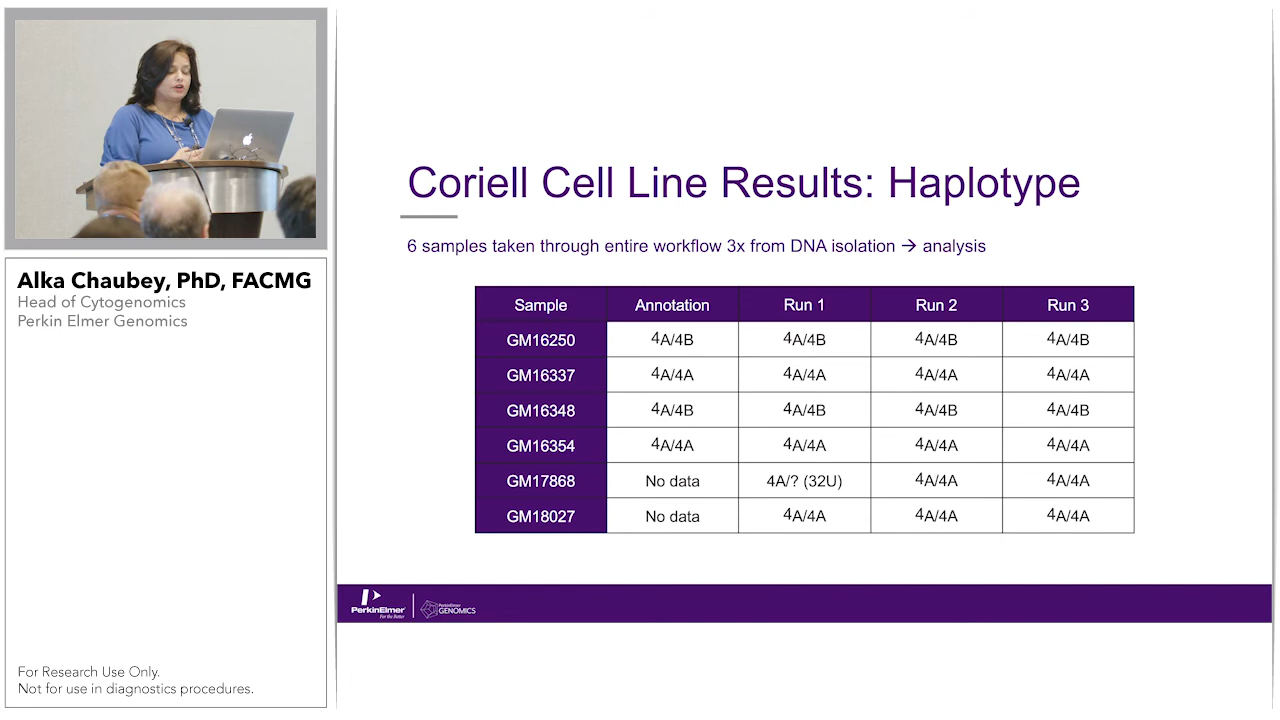 Alka Chaubey, PhD, FACMG
Head of Cytogenomics
Perkin Elmer Genomics
For Research Use Only.
Not for use in diagnostics procedures.
Coriell Cell Line Results: Haplotype
6 samples taken through entire workflow 3x from DNA isolation → analysis
Sample Annotation Run 1 Run 2 Run 3
GM16250 4A/4B 4A/4B 4A/4B 4A/4B
GM16337 4A/4A 4A/4A 4A/4A 4A/4A
GM16348 4A/4B 4A/4B 4A/4B 4A/4B
GM16354 4A/4A 4A/4A 4A/4A 4A/4A
GM17868 No data 4A/? (32U) 4A/4A 4A/4A
GM18027 No data 4A/4A 4A/4A 4A/4A
PerkinElmer
For the Better
PerkinElmer
GENOMICS